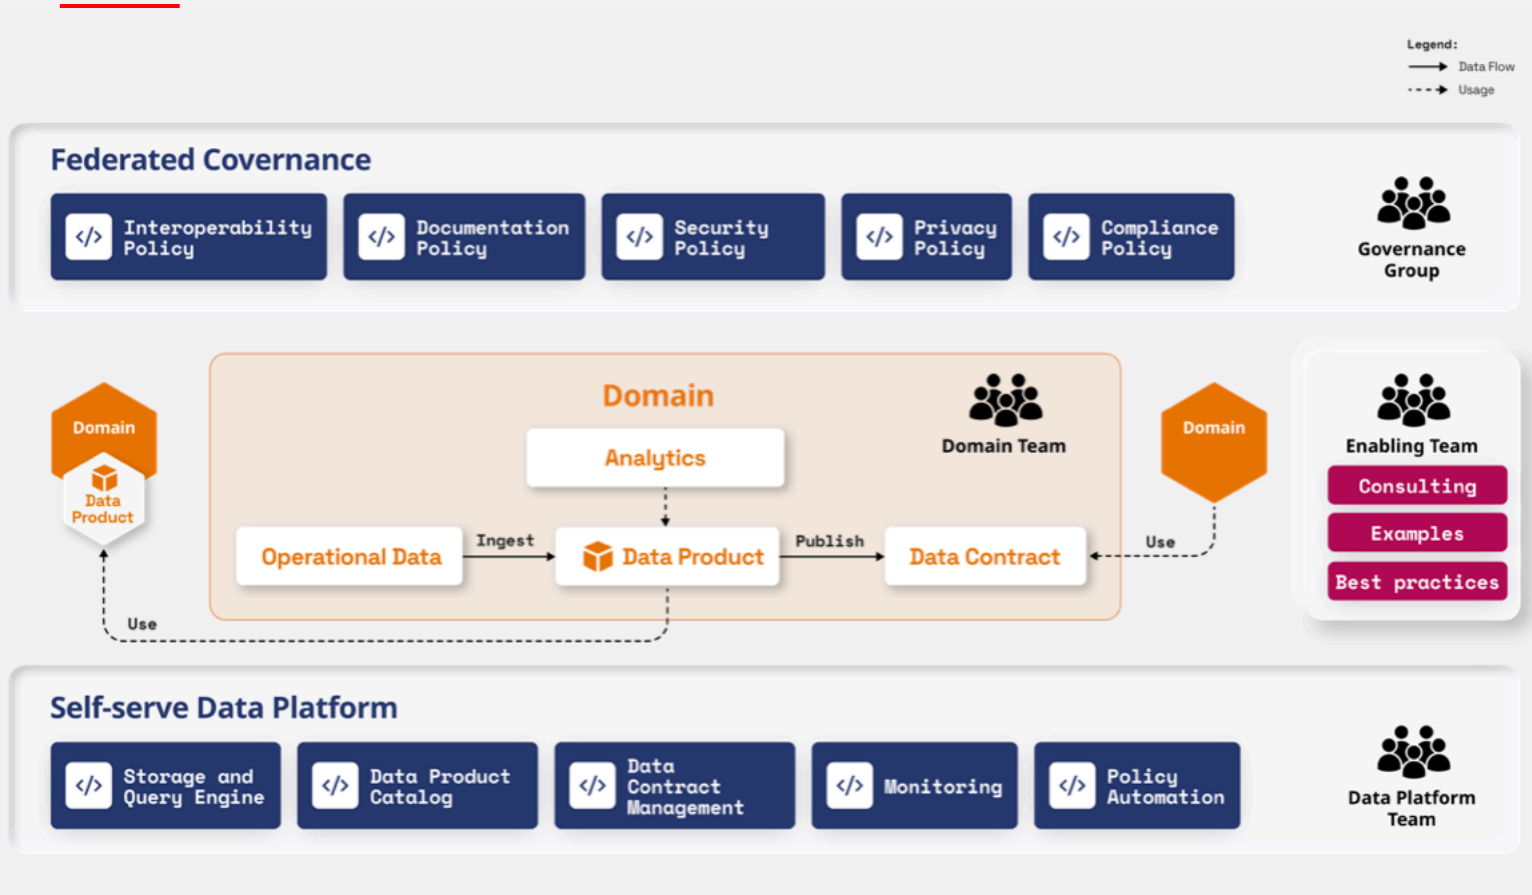 Legend:
Data Flow
Usage
Federated Covernance
Interoperability
Policy
Documentation
Policy
Security
Policy
Privacy
Policy
Compliance
Policy
Governance
Group
Domain
Data
Product
Domain
Domain Team
Analytics
Operational Data
Ingest
Data Product
Publish
Data Contract
Use
Use
Domain
Enabling Team
Consulting
Examples
Best practices
Self-serve Data Platform
Storage and
Query Engine
Data Product
Catalog
Data
Contract
Management
Monitoring
Policy
Automation
Data Platform
Team